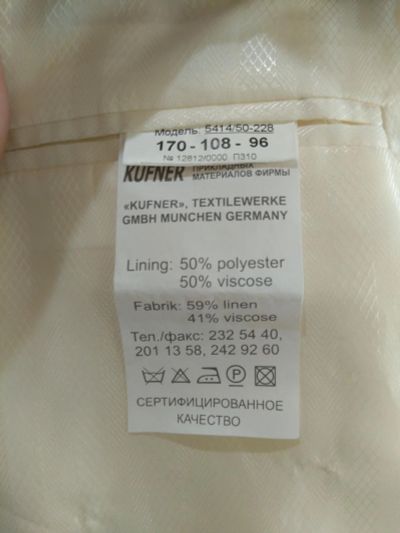 Модель: 5414/50-228
170 - 108 - 96
№ 12812/0000 П310
KUFNER ПРИКЛАДНЫХ
МАТЕРИАЛОВ ФИРМЫ
«KUFNER», TEXTILEWERKE
GMBH MUNCHEN GERMANY
Lining: 50% polyester
50% viscose
Fabrik: 59% linen
41% viscose
Тел./факс: 232 54 40,
201 13 58, 242 92 60
P
СЕРТИФИЦИРОВАННОЕ
КАЧЕСТВО